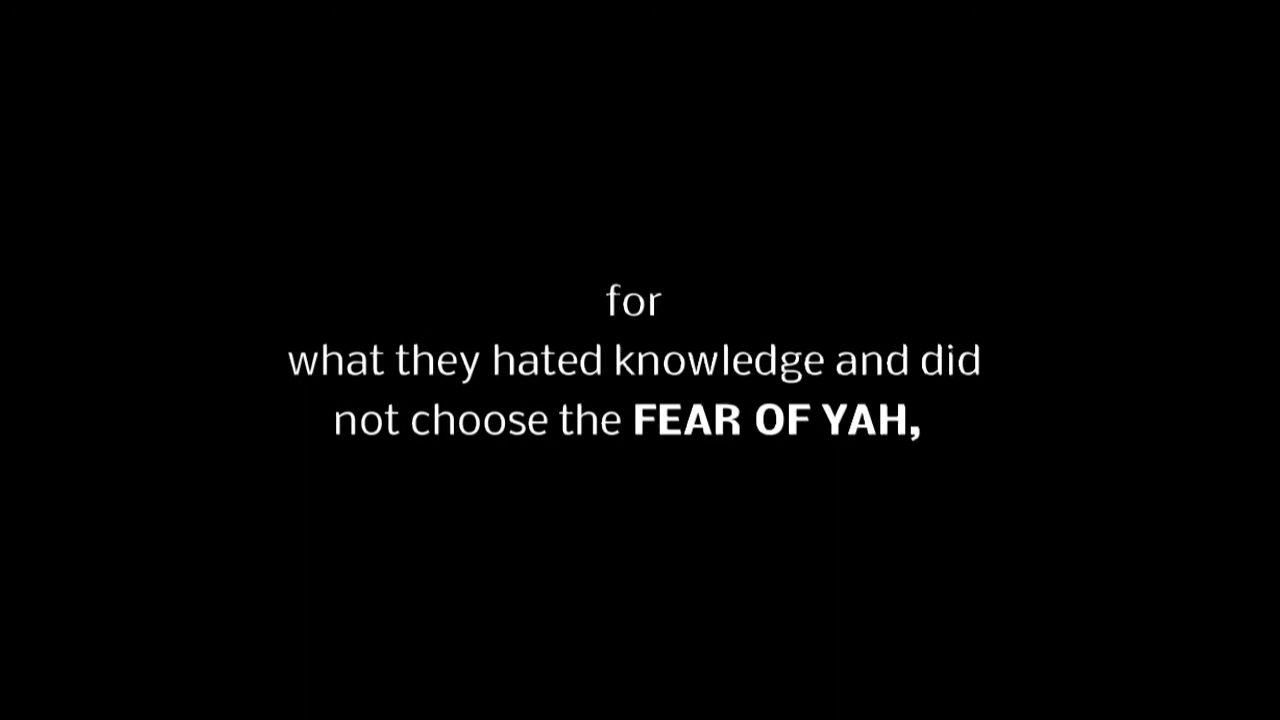 for
what they hated knowledge and did
not choose the FEAR OF YAH,